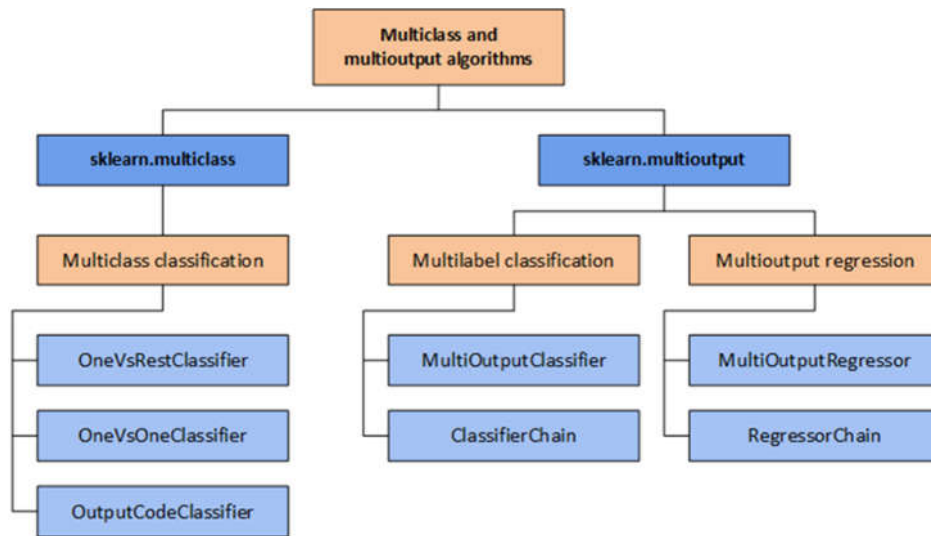 Multiclass and
multioutput algorithms
sklearn.multiclass
sklearn.multioutput
Multiclass classification
Multilabel classification
Multioutput regression
OneVsRestClassifier
MultiOutputClassifier
MultiOutputRegressor
OneVsOneClassifier
ClassifierChain
RegressorChain
OutputCodeClassifier